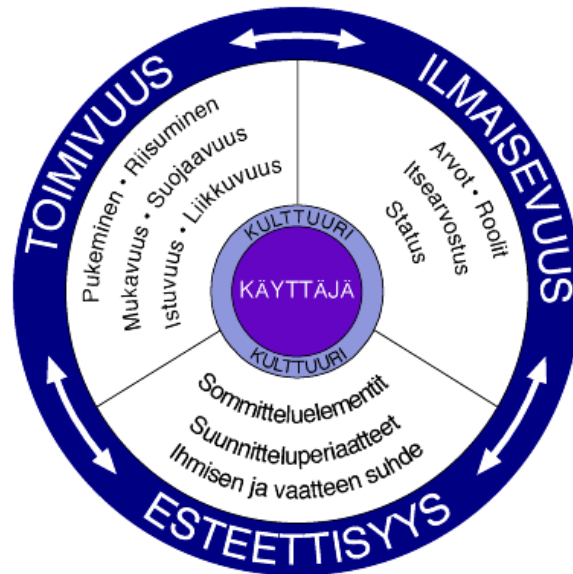 TOIMIVUUS
ILMAISEVUUS
Pukeminen • Riisuminen
Mukavuus • Suojaavuus
Istuvuus • Liikkuvuus
Arvot • Roolit
Itsearvostus
Status
KULTTUURI
KÄYTTÄJÄ
KULTTUURI
Sommitteluelementit
Suunnitteluperiaatteet
Ihmisen ja vaatteen suhde
ESTEETTISYYS